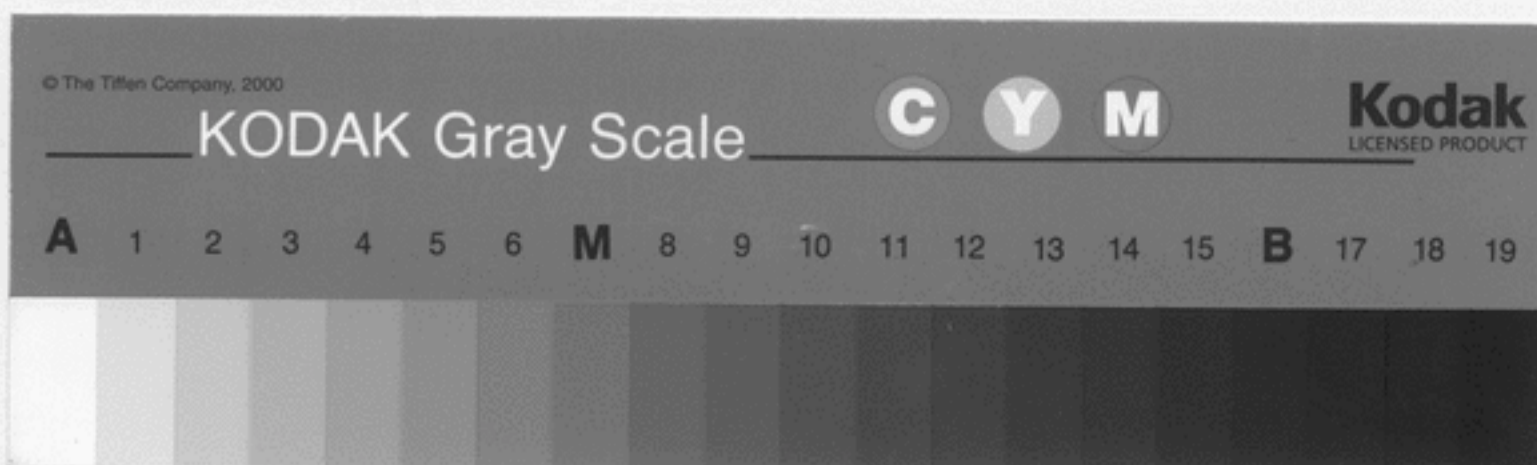 © The Tiffen Company, 2000
KODAK Gray Scale
C Y M
Kodak
LICENSED PRODUCT
A 1 2 3 4 5 6 M 8 9 10 11 12 13 14 15 B 17 18 19